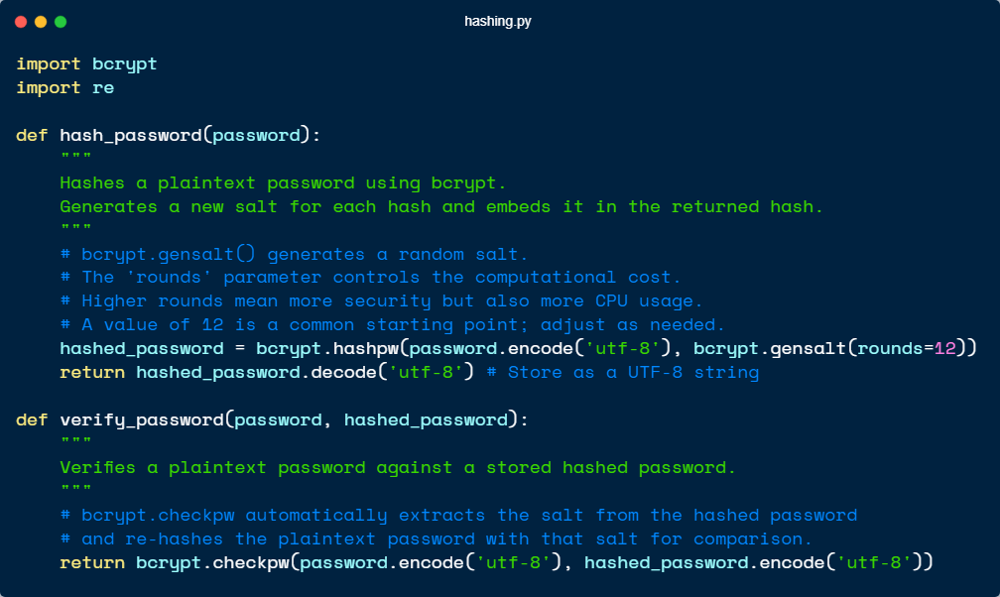 hashing.py
import bcrypt
import re
def hash_password(password):
    """
    Hashes a plaintext password using bcrypt.
    Generates a new salt for each hash and embeds it in the returned hash.
    """
    # bcrypt.gensalt() generates a random salt.
    # The 'rounds' parameter controls the computational cost.
    # Higher rounds mean more security but also more CPU usage.
    # A value of 12 is a common starting point; adjust as needed.
    hashed_password = bcrypt.hashpw(password.encode('utf-8'), bcrypt.gensalt(rounds=12))
    return hashed_password.decode('utf-8') # Store as a UTF-8 string
def verify_password(password, hashed_password):
    """
    Verifies a plaintext password against a stored hashed password.
    """
    # bcrypt.checkpw automatically extracts the salt from the hashed password
    # and re-hashes the plaintext password with that salt for comparison.
    return bcrypt.checkpw(password.encode('utf-8'), hashed_password.encode('utf-8'))